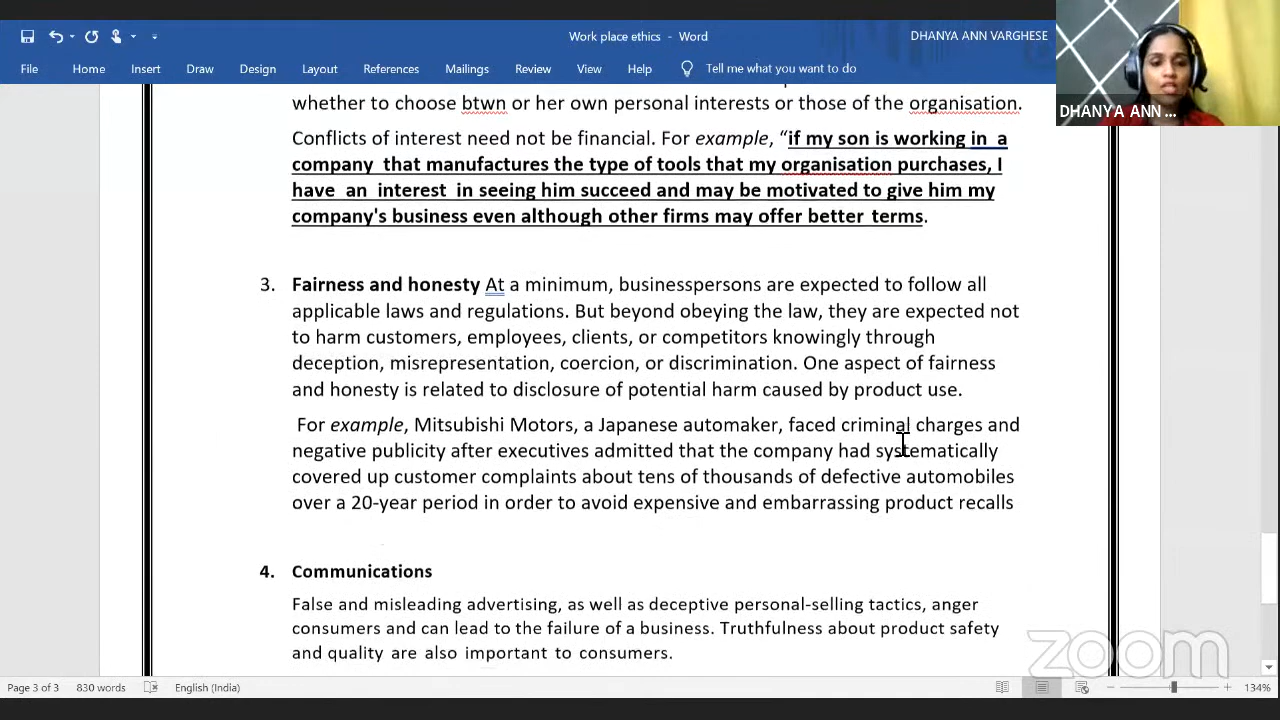 Work place ethics - Word
DHANYA ANN VARGHESE
File Home Insert Draw Design Layout References Mailings Review View Help Tell me what you want to do
DHANYA ANN ...
whether to choose btwn or her own personal interests or those of the organisation.
Conflicts of interest need not be financial. For example, “if my son is working in a
company that manufactures the type of tools that my organisation purchases, I
have an interest in seeing him succeed and may be motivated to give him my
company's business even although other firms may offer better terms.
3. Fairness and honesty At a minimum, businesspersons are expected to follow all
applicable laws and regulations. But beyond obeying the law, they are expected not
to harm customers, employees, clients, or competitors knowingly through
deception, misrepresentation, coercion, or discrimination. One aspect of fairness
and honesty is related to disclosure of potential harm caused by product use.
For example, Mitsubishi Motors, a Japanese automaker, faced criminal charges and
negative publicity after executives admitted that the company had systematically
covered up customer complaints about tens of thousands of defective automobiles
over a 20-year period in order to avoid expensive and embarrassing product recalls
4. Communications
False and misleading advertising, as well as deceptive personal-selling tactics, anger
consumers and can lead to the failure of a business. Truthfulness about product safety
and quality are also important to consumers.
zoom
Page 3 of 3 830 words English (India) 134%